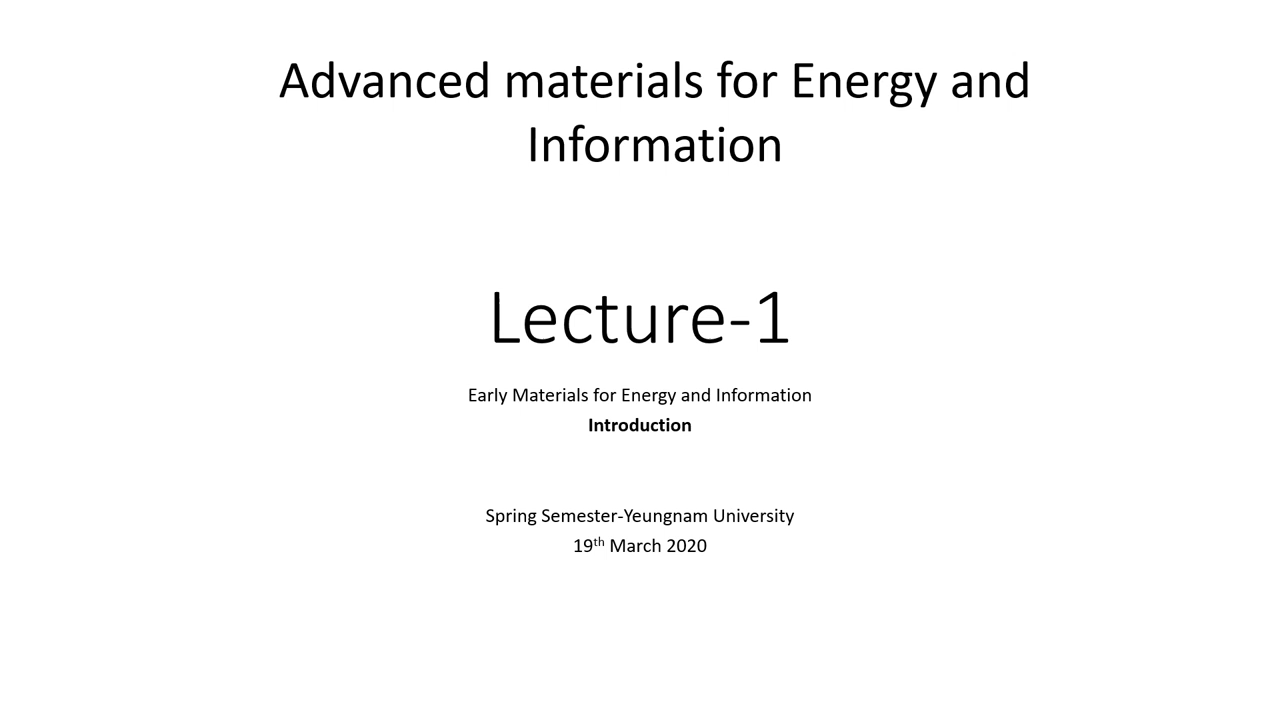 Advanced materials for Energy and
Information
Lecture-1
Early Materials for Energy and Information
Introduction
Spring Semester-Yeungnam University
19th March 2020